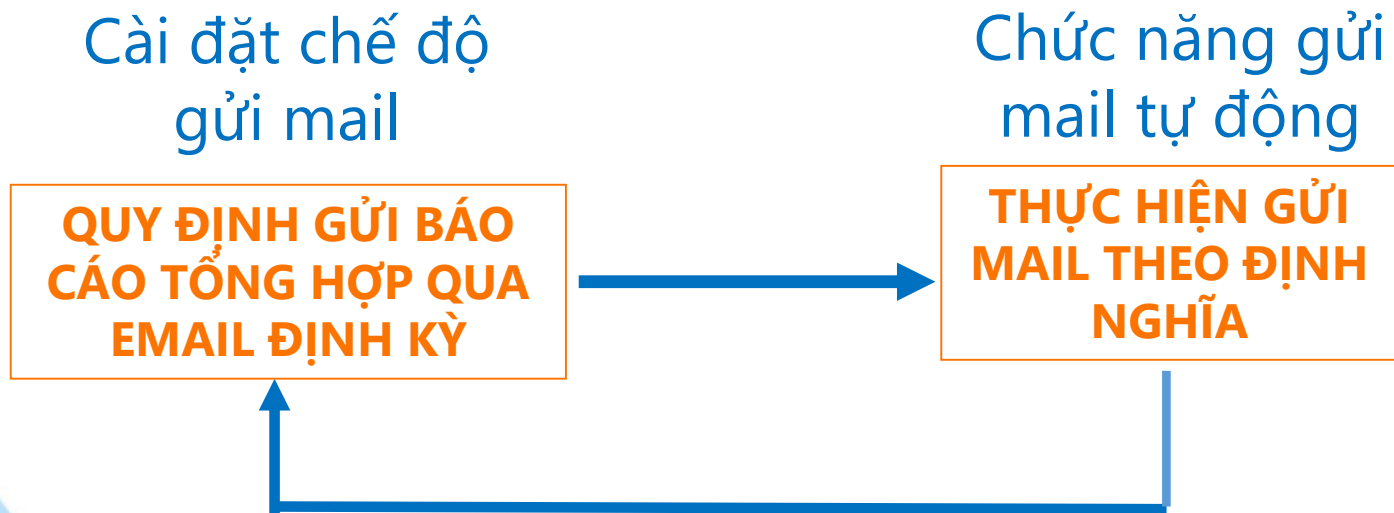 Cài đặt chế độ
gửi mail
QUY ĐỊNH GỬI BÁO
CÁO TỔNG HỢP QUA
EMAIL ĐỊNH KỲ
Chức năng gửi
mail tự động
THỰC HIỆN GỬI
MAIL THEO ĐỊNH
NGHĨA